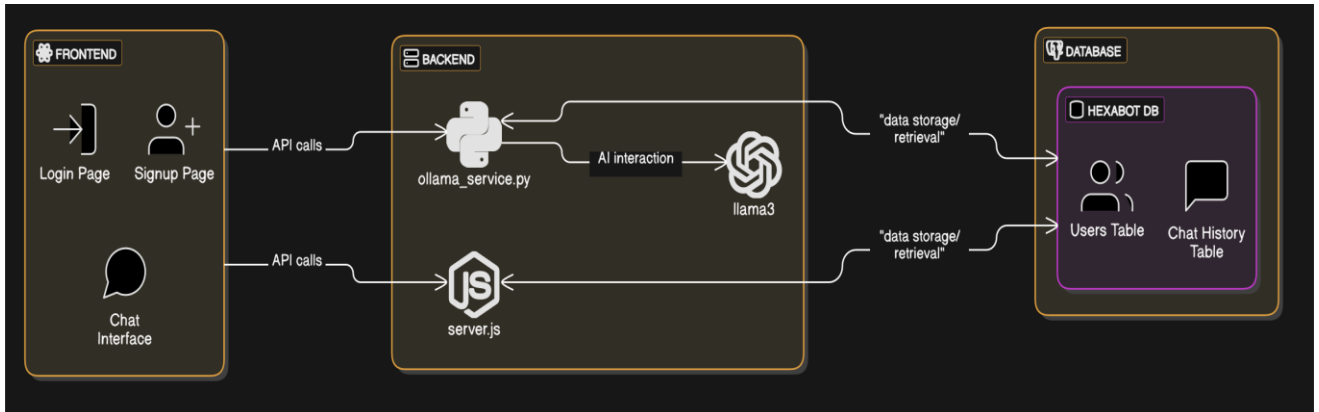 FRONTEND
Login Page
Signup Page
Chat
Interface
API calls
API calls
BACKEND
ollama_service.py
AI interaction
llama3
JS
server.js
"data storage/
retrieval"
"data storage/
retrieval"
DATABASE
HEXABOT DB
Users Table
Chat History
Table